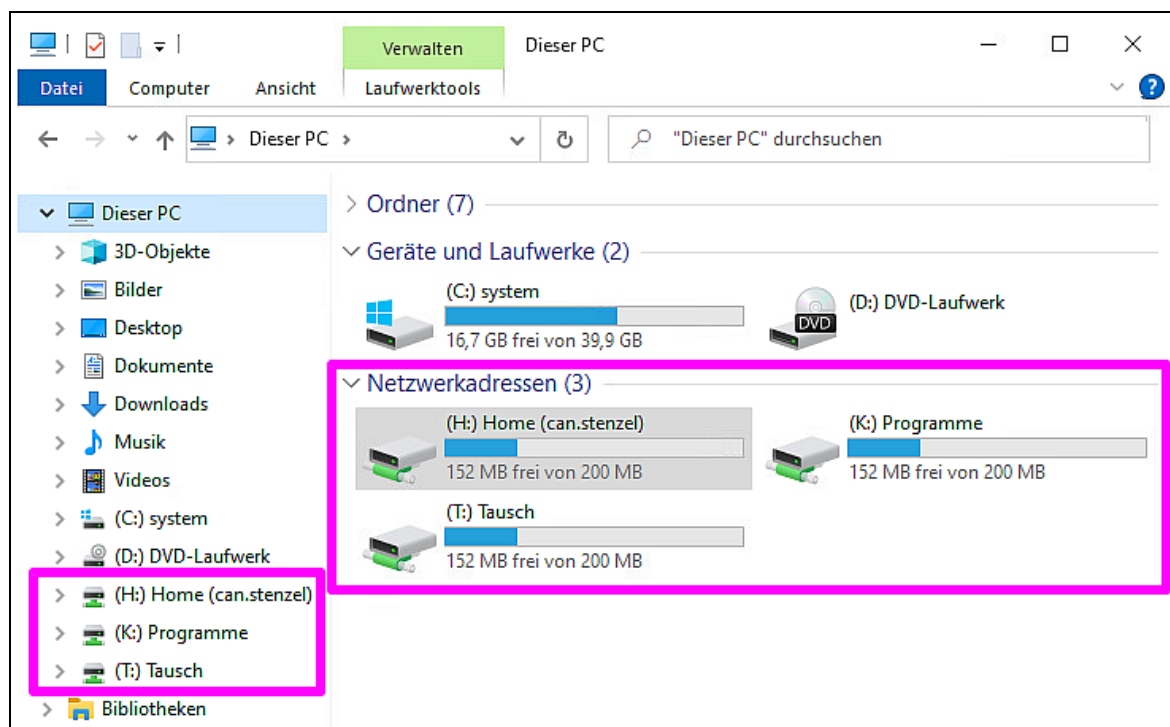 Verwalten
Dieser PC
Datei
Computer
Ansicht
Laufwerktools
?
Dieser PC
"Dieser PC" durchsuchen
Dieser PC
3D-Objekte
Bilder
Desktop
Dokumente
Downloads
Musik
Videos
(C:) system
(D:) DVD-Laufwerk
(H:) Home (can.stenzel)
(K:) Programme
(T:) Tausch
Bibliotheken
Ordner (7)
Geräte und Laufwerke (2)
(C:) system
16,7 GB frei von 39,9 GB
DVD
(D:) DVD-Laufwerk
Netzwerkadressen (3)
(H:) Home (can.stenzel)
152 MB frei von 200 MB
(K:) Programme
152 MB frei von 200 MB
(T:) Tausch
152 MB frei von 200 MB